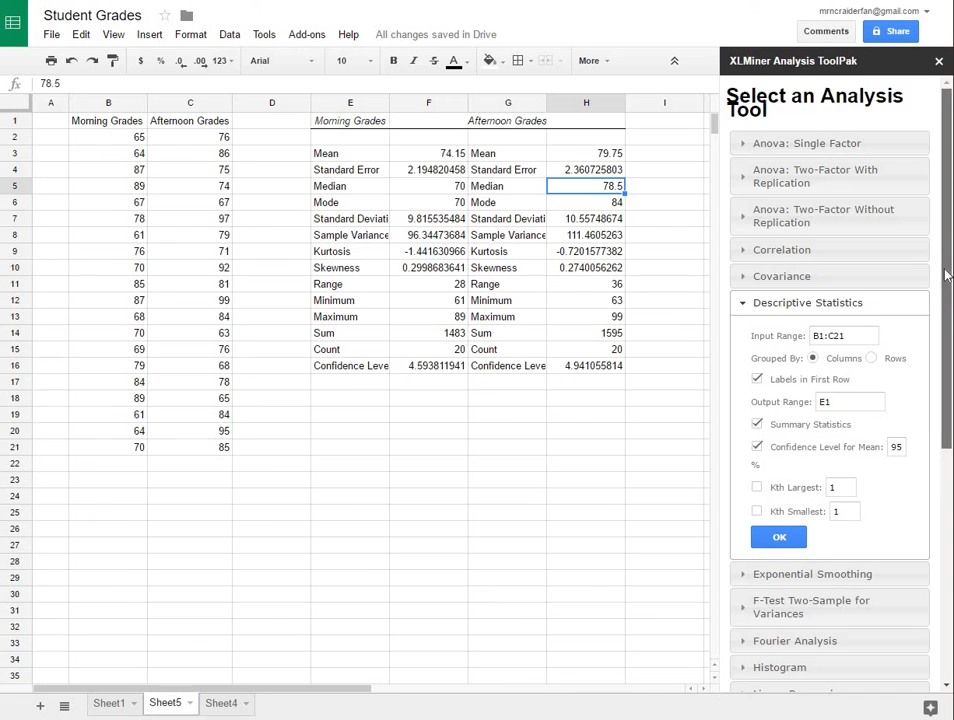 Student Grades
mrncraiderfan@gmail.com
Comments
Share
File Edit View Insert Format Data Tools Add-ons Help All changes saved in Drive
$ % .0 .00 123 Arial 10 B I S A More
fx 78.5
XLMiner Analysis ToolPak
A B C D E F G H I
1 Morning Grades Afternoon Grades Morning Grades Afternoon Grades
2 65 76
3 64 86 Mean 74.15 Mean 79.75
4 87 75 Standard Error 2.194820458 Standard Error 2.360725803
5 89 74 Median 70 Median 78.5
6 67 67 Mode 70 Mode 84
7 78 97 Standard Deviati 9.815535484 Standard Deviati 10.55748674
8 61 79 Sample Variance 96.34473684 Sample Variance 111.4605263
9 76 71 Kurtosis -1.441630966 Kurtosis -0.7201577382
10 70 92 Skewness 0.2998683641 Skewness 0.2740056262
11 85 81 Range 28 Range 36
12 87 99 Minimum 61 Minimum 63
13 68 84 Maximum 89 Maximum 99
14 70 63 Sum 1483 Sum 1595
15 69 76 Count 20 Count 20
16 79 68 Confidence Leve 4.593811941 Confidence Leve 4.941055814
17 84 78
18 89 65
19 61 84
20 64 95
21 70 85
22
23
24
25
26
27
28
29
30
31
32
33
34
35
Select an Analysis
Tool
Anova: Single Factor
Anova: Two-Factor With
Replication
Anova: Two-Factor Without
Replication
Correlation
Covariance
Descriptive Statistics
Input Range: B1:C21
Grouped By: Columns Rows
Labels in First Row
Output Range: E1
Summary Statistics
Confidence Level for Mean: 95
%
Kth Largest: 1
Kth Smallest: 1
OK
Exponential Smoothing
F-Test Two-Sample for
Variances
Fourier Analysis
Histogram
Sheet1 Sheet5 Sheet4